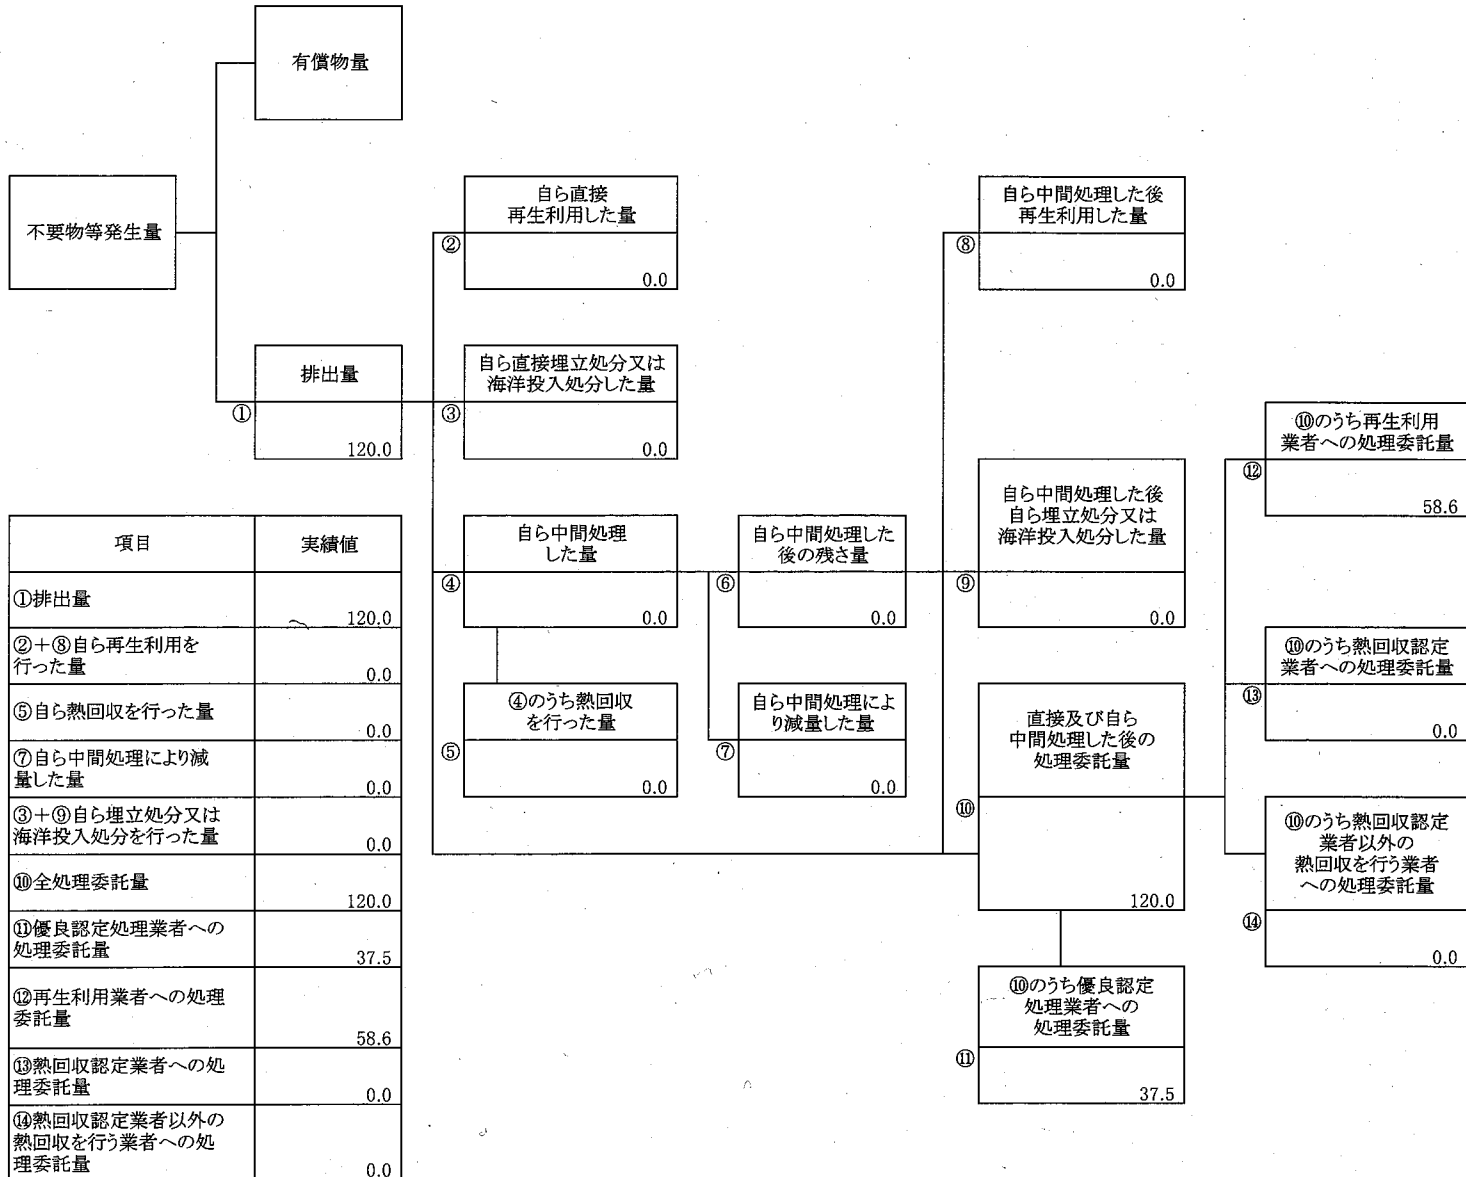 有償物量
不要物等発生量
自ら直接
再生利用した量
②
0.0
自ら中間処理した後
再生利用した量
⑧
0.0
排出量
①
120.0
自ら直接埋立処分又は
海洋投入処分した量
③
0.0
⑩のうち再生利用
業者への処理委託量
⑫
58.6
自ら中間処理
した量
④
0.0
自ら中間処理した
後の残さ量
⑥
0.0
自ら中間処理した後
自ら埋立処分又は
海洋投入処分した量
⑨
0.0
⑩のうち熱回収認定
業者への処理委託量
⑬
0.0
④のうち熱回収
を行った量
⑤
0.0
自ら中間処理によ
り減量した量
⑦
0.0
直接及び自ら
中間処理した後の
処理委託量
⑩
120.0
⑩のうち熱回収認定
業者以外の
熱回収を行う業者
への処理委託量
⑭
0.0
⑩のうち優良認定
処理業者への
処理委託量
⑪
37.5
項目 実績値
①排出量
120.0
②+⑧自ら再生利用を
行った量
0.0
⑤自ら熱回収を行った量
0.0
⑦自ら中間処理により減
量した量
0.0
③+⑨自ら埋立処分又は
海洋投入処分を行った量
0.0
⑩全処理委託量
120.0
⑪優良認定処理業者への
処理委託量
37.5
⑫再生利用業者への処理
委託量
58.6
⑬熱回収認定業者への処
理委託量
0.0
⑭熱回収認定業者以外の
熱回収を行う業者への処
理委託量
0.0